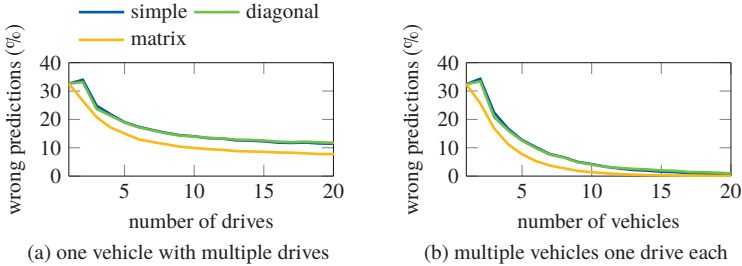 simple
diagonal
matrix
wrong predictions (%)
40
30
20
10
0
5
10
15
20
number of drives
(a) one vehicle with multiple drives
wrong predictions (%)
40
30
20
10
0
5
10
15
20
number of vehicles
(b) multiple vehicles one drive each